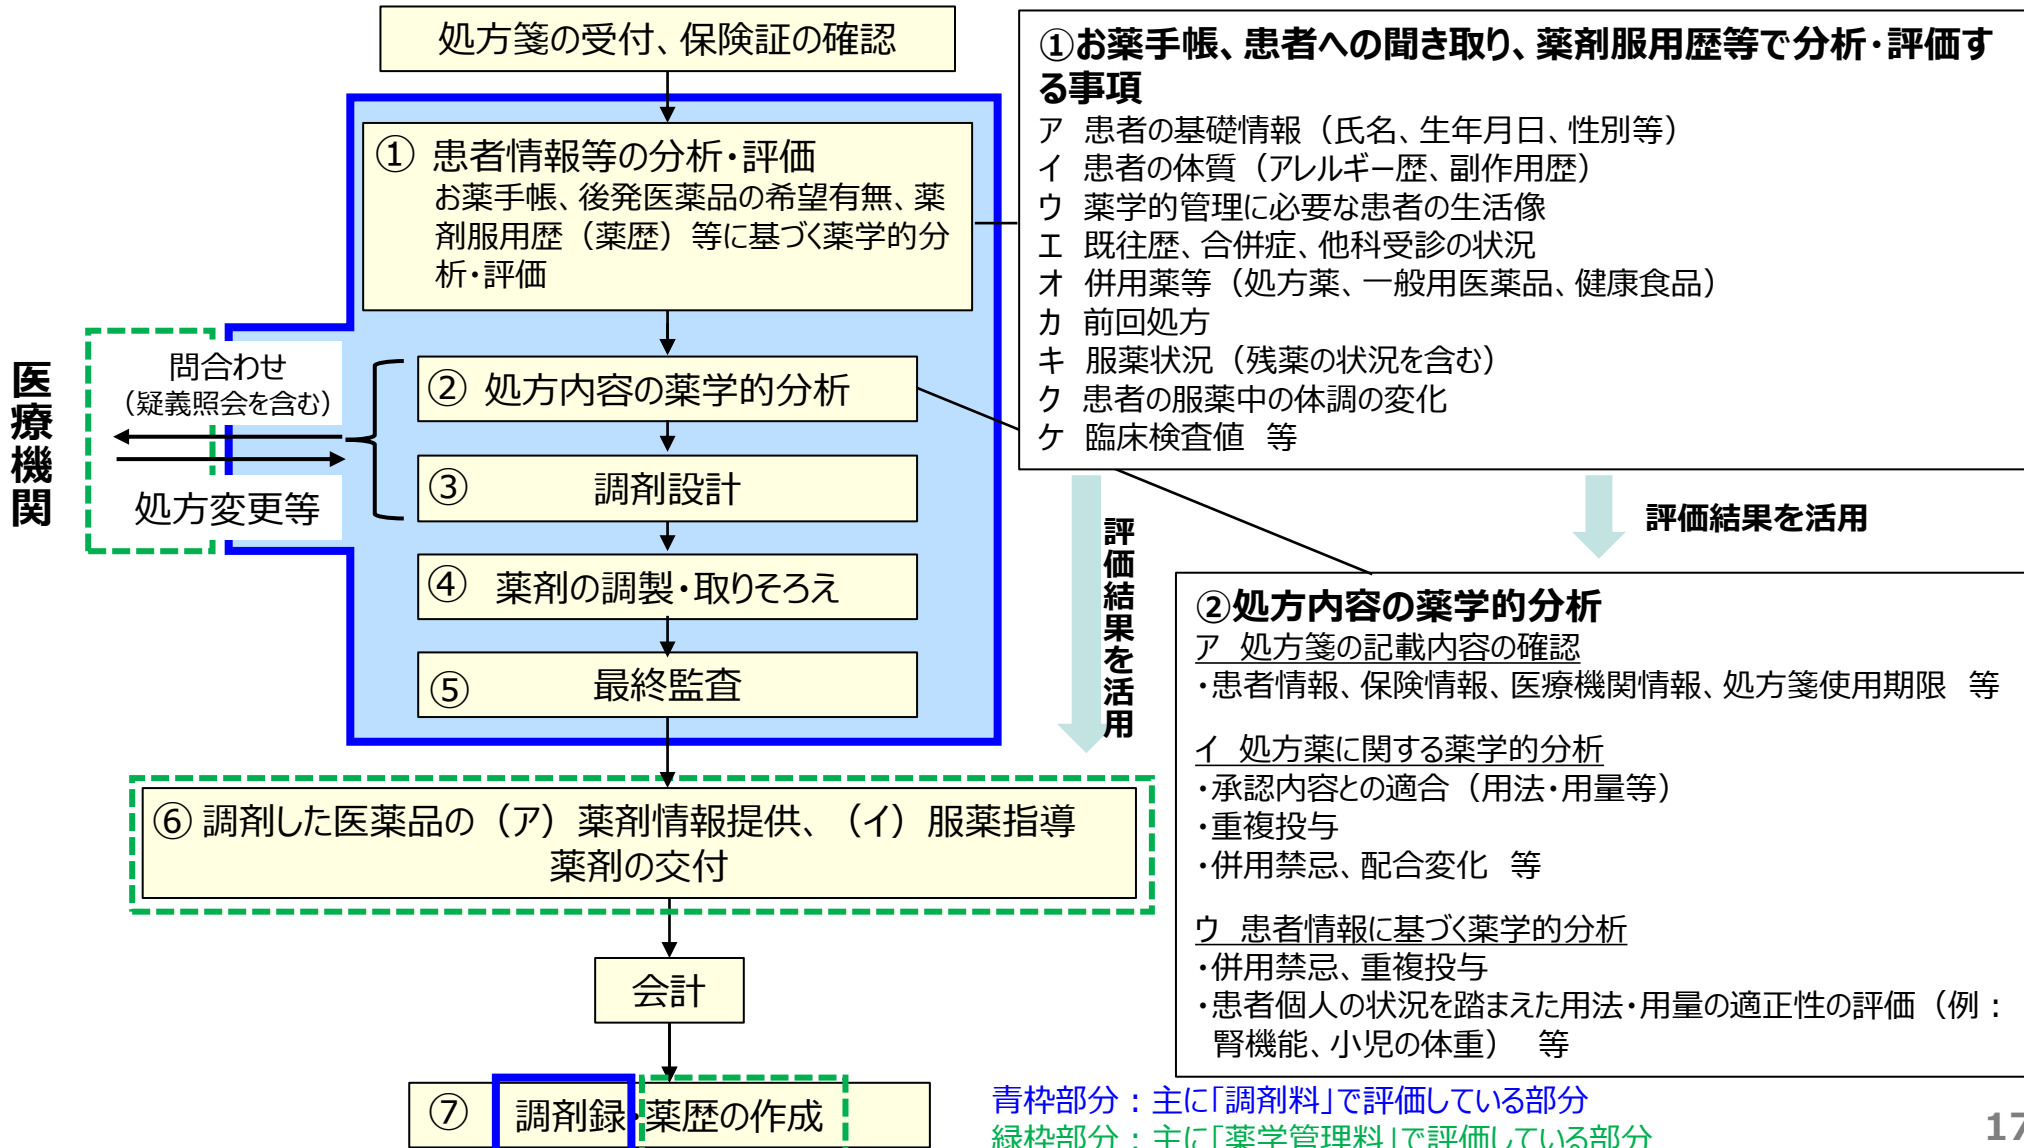 処方箋の受付、保険証の確認
① 患者情報等の分析・評価
お薬手帳、後発医薬品の希望有無、薬
剤服用歴（薬歴）等に基づく薬学的分
析・評価
医療機関
問合わせ
（疑義照会を含む）
処方変更等
② 処方内容の薬学的分析
③ 調剤設計
④ 薬剤の調製・取りそろえ
⑤ 最終監査
⑥ 調剤した医薬品の（ア）薬剤情報提供、（イ）服薬指導
薬剤の交付
会計
⑦ 調剤録・薬歴の作成
①お薬手帳、患者への聞き取り、薬剤服用歴等で分析・評価す
る事項
ア 患者の基礎情報（氏名、生年月日、性別等）
イ 患者の体質（アレルギー歴、副作用歴）
ウ 薬学的管理に必要な患者の生活像
エ 既往歴、合併症、他科受診の状況
オ 併用薬等（処方薬、一般用医薬品、健康食品）
カ 前回処方
キ 服薬状況（残薬の状況を含む）
ク 患者の服薬中の体調の変化
ケ 臨床検査値 等
評価結果を活用
評価結果を活用
②処方内容の薬学的分析
ア 処方箋の記載内容の確認
・患者情報、保険情報、医療機関情報、処方箋使用期限 等
イ 処方薬に関する薬学的分析
・承認内容との適合（用法・用量等）
・重複投与
・併用禁忌、配合変化 等
ウ 患者情報に基づく薬学的分析
・併用禁忌、重複投与
・患者個人の状況を踏まえた用法・用量の適正性の評価（例：
腎機能、小児の体重） 等
青枠部分：主に「調剤料」で評価している部分
緑枠部分：主に「薬学管理料」で評価している部分
17